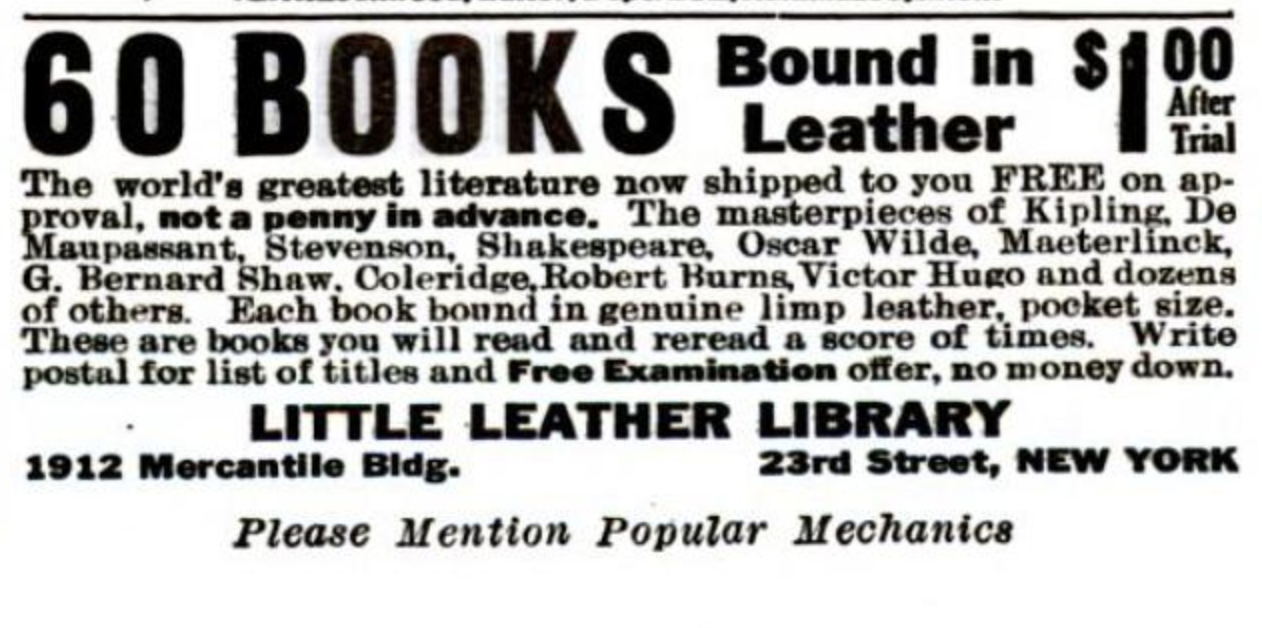 60 BOOKS Bound in Leather $1 00 After Trial
The world's greatest literature now shipped to you FREE on ap-
proval, not a penny in advance. The masterpieces of Kipling, De
Maupassant, Stevenson, Shakespeare, Oscar Wilde, Maeterlinck,
G. Bernard Shaw. Coleridge, Robert Burns, Victor Hugo and dozens
of others. Each book bound in genuine limp leather, pocket size.
These are books you will read and reread a score of times. Write
postal for list of titles and Free Examination offer, no money down.
LITTLE LEATHER LIBRARY
1912 Mercantile Bldg. 23rd Street, NEW YORK
Please Mention Popular Mechanics